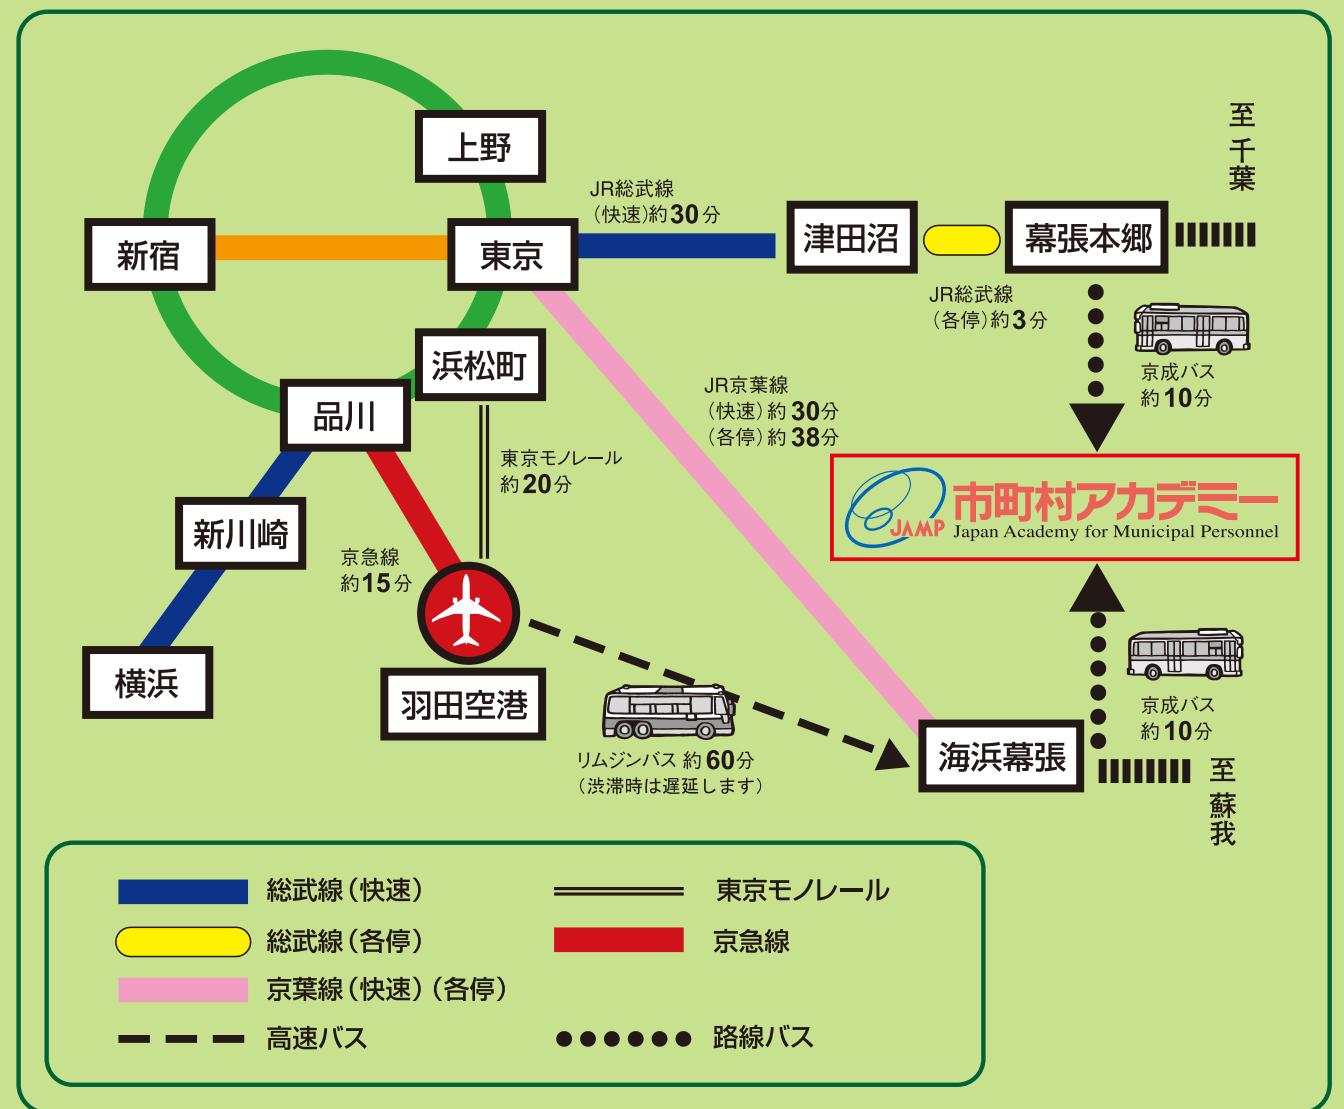 至千葉
上野
JR総武線
（快速）約30分
新宿
東京
津田沼
幕張本郷
JR総武線
（各停）約3分
浜松町
京成バス
約10分
JR京葉線
（快速）約30分
（各停）約38分
品川
東京モノレール
約20分
JAMP
市町村アカデミー
Japan Academy for Municipal Personnel
新川崎
京急線
約15分
横浜
羽田空港
リムジンバス 約60分
（渋滞時は遅延します）
海浜幕張
京成バス
約10分
至蘇我
総武線（快速）
東京モノレール
総武線（各停）
京急線
京葉線（快速）（各停）
高速バス
路線バス